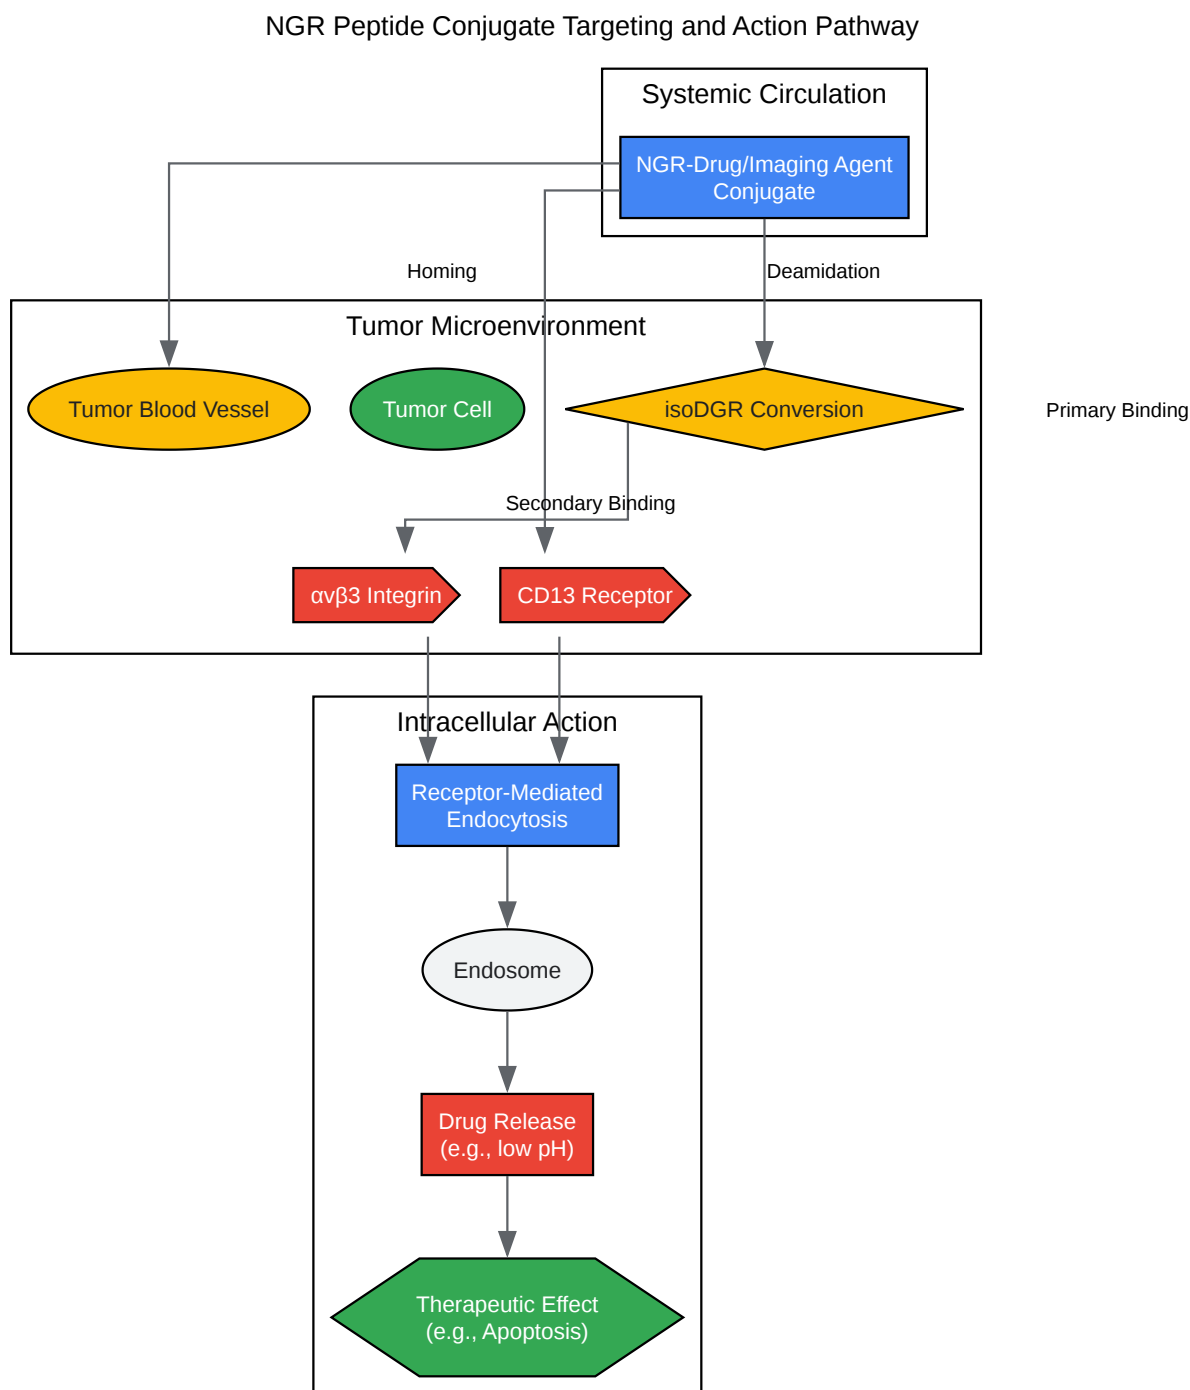 NGR Peptide Conjugate Targeting and Action Pathway
Systemic Circulation
NGR-Drug/Imaging Agent
Conjugate
Homing
Deamidation
Tumor Microenvironment
Tumor Blood Vessel
Tumor Cell
isoDGR Conversion
Primary Binding
Secondary Binding
αvβ3 Integrin
CD13 Receptor
Intracellular Action
Receptor-Mediated
Endocytosis
Endosome
Drug Release
(e.g., low pH)
Therapeutic Effect
(e.g., Apoptosis)